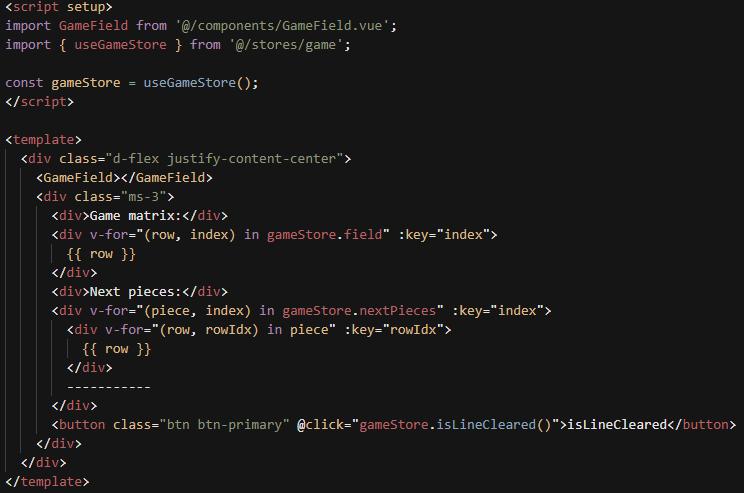 <script setup>
import GameField from '@/components/GameField.vue';
import { useGameStore } from '@/stores/game';

const gameStore = useGameStore();
</script>

<template>
  <div class="d-flex justify-content-center">
    <GameField></GameField>
    <div class="ms-3">
      <div>Game matrix:</div>
      <div v-for="(row, index) in gameStore.field" :key="index">
        {{ row }}
      </div>
      <div>Next pieces:</div>
      <div v-for="(piece, index) in gameStore.nextPieces" :key="index">
        <div v-for="(row, rowIdx) in piece" :key="rowIdx">
          {{ row }}
        </div>
        -----------
      </div>
      <button class="btn btn-primary" @click="gameStore.isLineCleared()">isLineCleared</button>
    </div>
  </div>
</template>